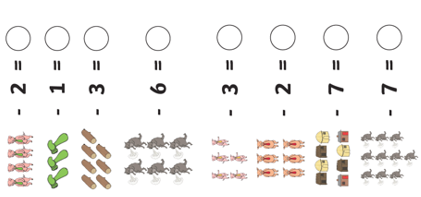 - 2 =
- 1 =
- 3 =
- 6 =
- 3 =
- 2 =
- 7 =
- 7 =